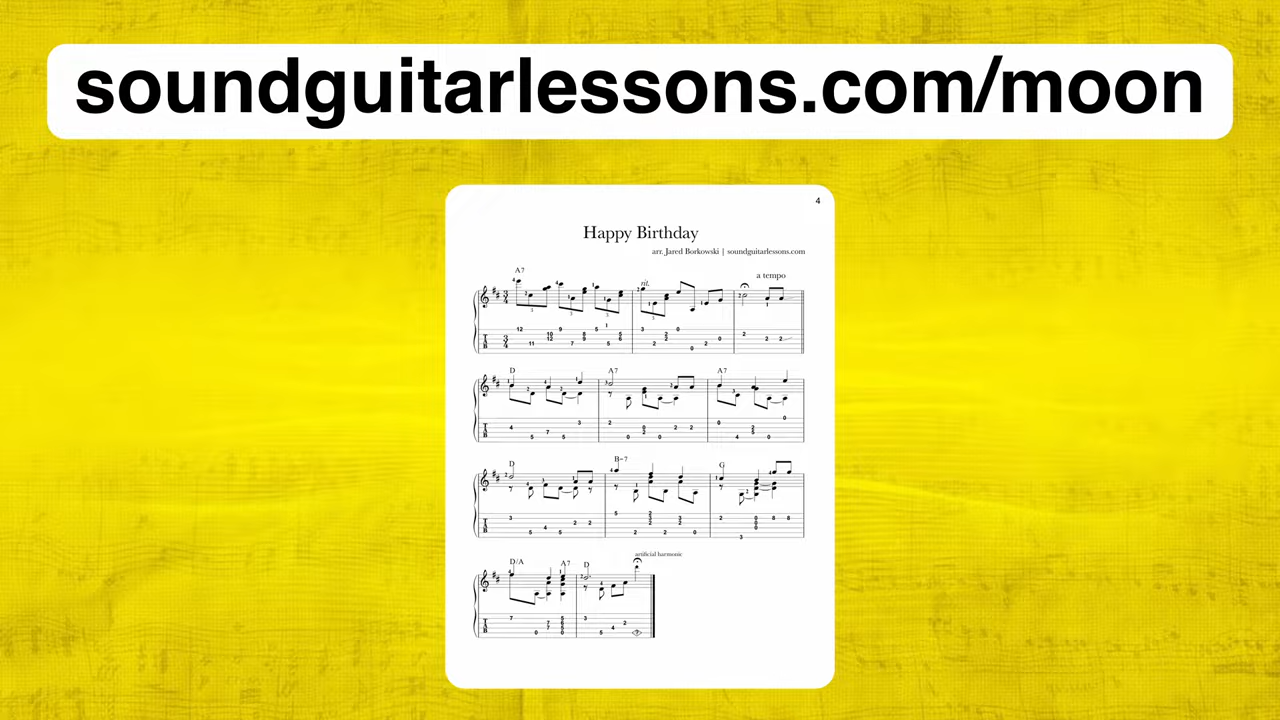 soundguitarlessons.com/moon
4
Happy Birthday
arr. Jared Borkowski | soundguitarlessons.com
A7
rit.
a tempo
D A7 A7
D B-7 G
artificial harmonic
D/A A7 D